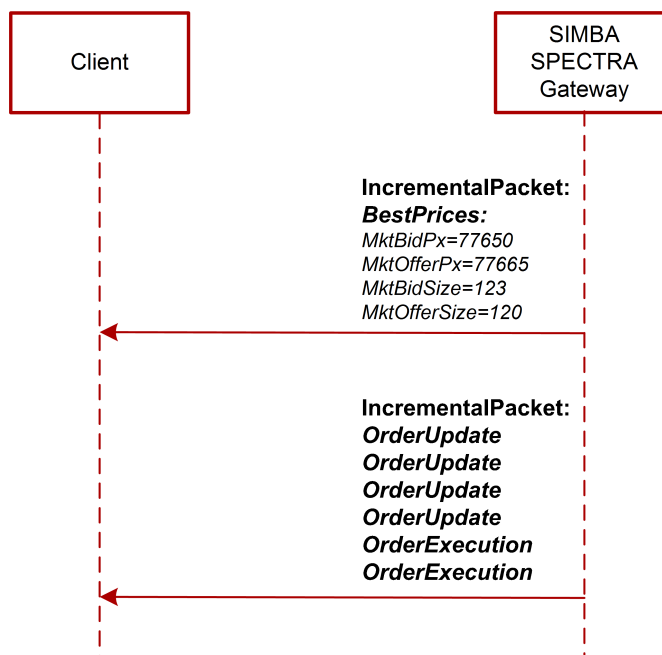 Client
SIMBA
SPECTRA
Gateway
IncrementalPacket:
BestPrices:
MktBidPx=77650
MktOfferPx=77665
MktBidSize=123
MktOfferSize=120
IncrementalPacket:
OrderUpdate
OrderUpdate
OrderUpdate
OrderUpdate
OrderExecution
OrderExecution